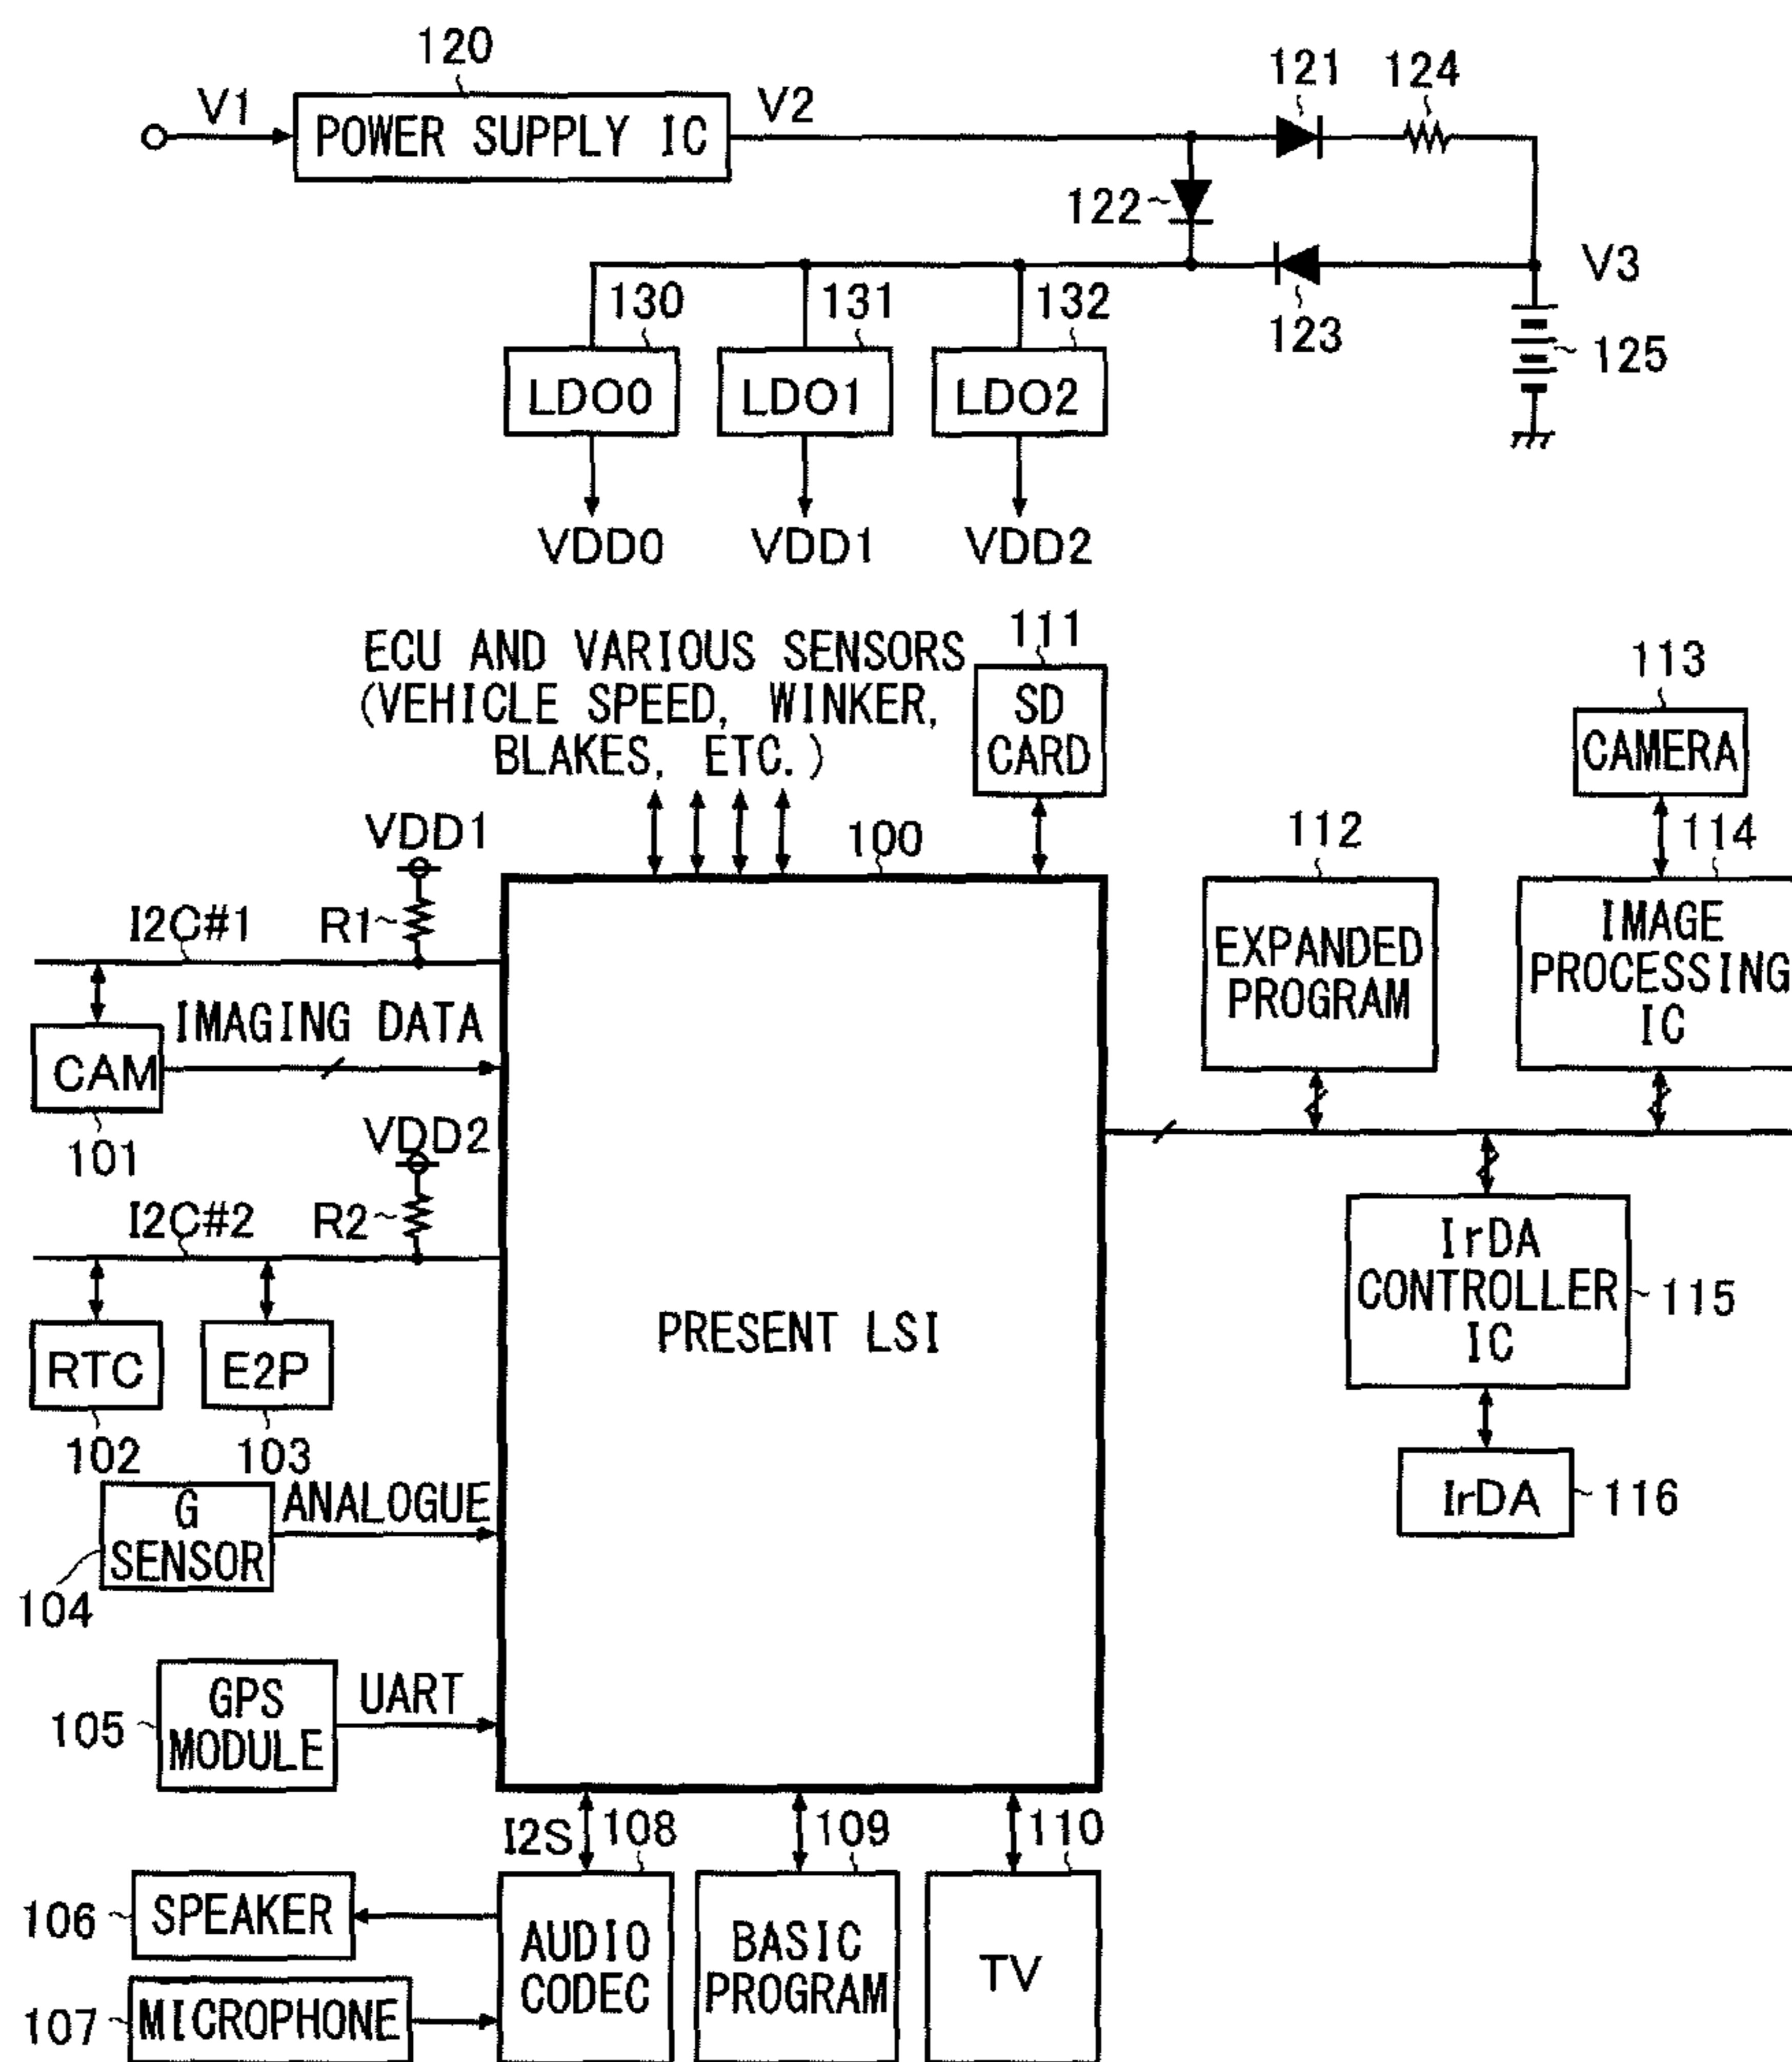 120
121
124
V1
POWER SUPPLY IC
V2
122
V3
130
131
132
123
125
LDO0
LDO1
LDO2
VDD0
VDD1
VDD2
ECU AND VARIOUS SENSORS
(VEHICLE SPEED, WINKER,
BLAKES, ETC.)
111
SD
CARD
113
CAMERA
VDD1
100
112
114
I2C#1
R1
EXPANDED
PROGRAM
IMAGE
PROCESSING
IC
IMAGING DATA
CAM
101
VDD2
I2C#2
R2
RTC
E2P
102
103
PRESENT LSI
IrDA
CONTROLLER
IC
115
IrDA
116
G
SENSOR
ANALOGUE
104
GPS
MODULE
UART
105
I2S
108
109
110
106
SPEAKER
AUDIO
CODEC
BASIC
PROGRAM
TV
107
MICROPHONE